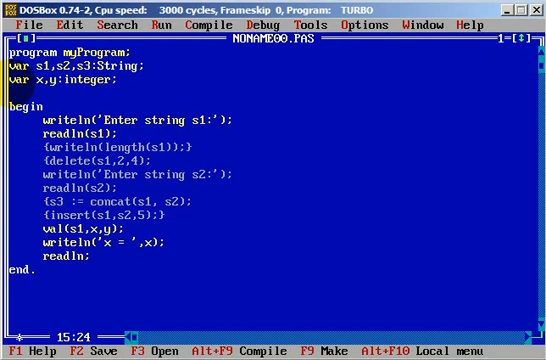 DOSBox 0.74-2, Cpu speed: 3000 cycles, Frameskip 0, Program: TURBO
File Edit Search Run Compile Debug Tools Options Window Help
[■] NONAME00.PAS 1=[↕]
program myProgram;
var s1,s2,s3:String;
var x,y:integer;
begin
writeln('Enter string s1:');
readln(s1);
{writeln(length(s1));}
{delete(s1,2,4);
writeln('Enter string s2:');
readln(s2);
{s3 := concat(s1, s2);
{insert(s1,s2,5);}
val(s1,x,y);
writeln('x = ',x);
readln;
end.
15:24
F1 Help F2 Save F3 Open Alt+F9 Compile F9 Make Alt+F10 Local menu